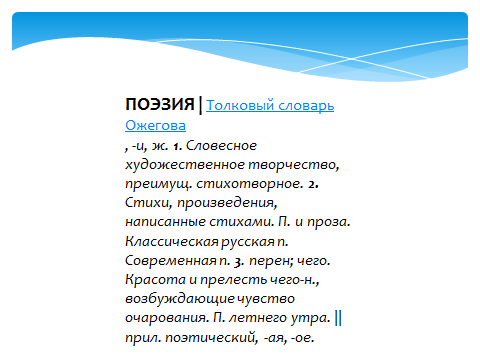 ПОЭЗИЯ | Толковый словарь
Ожегова
, -и, ж. 1. Словесное
художественное творчество,
преимущ. стихотворное. 2.
Стихи, произведения,
написанные стихами. П. и проза.
Классическая русская п.
Современная п. 3. перен; чего.
Красота и прелесть чего-н.,
возбуждающие чувство
очарования. П. летнего утра. ||
прил. поэтический, -ая, -ое.